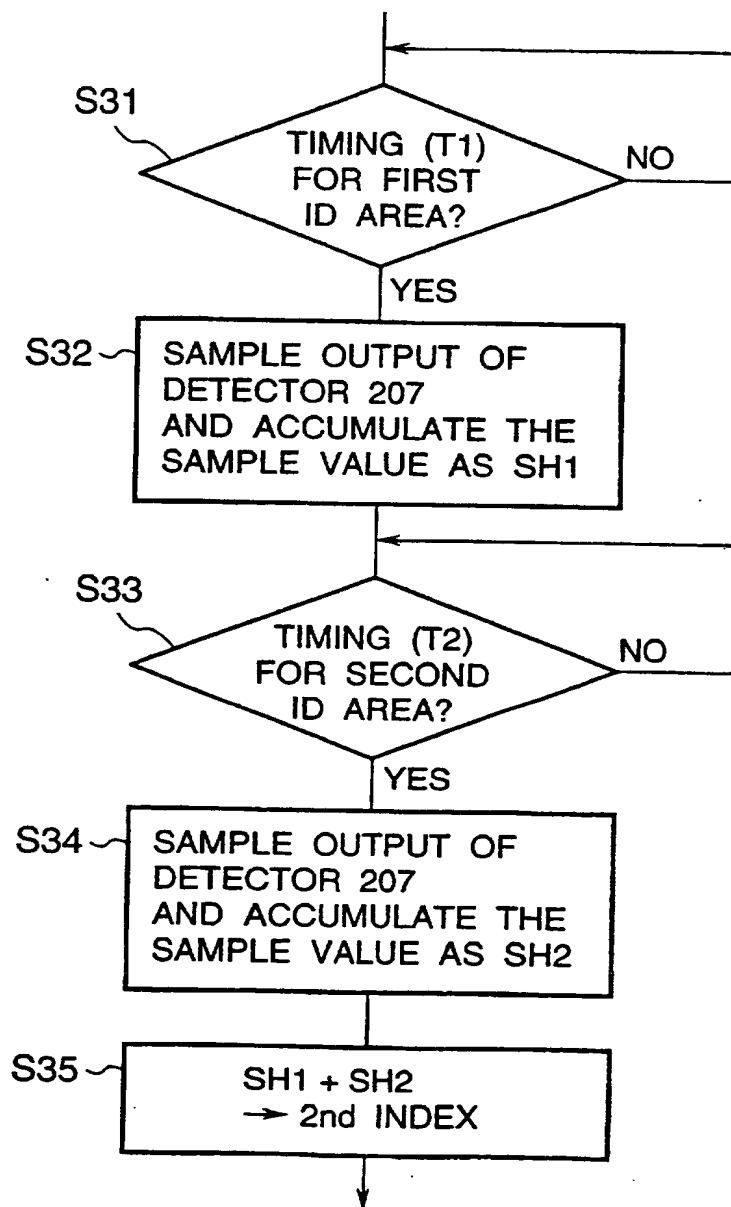 S31
TIMING (T1)
FOR FIRST
ID AREA?
NO
YES
S32
SAMPLE OUTPUT OF
DETECTOR 207
AND ACCUMULATE THE
SAMPLE VALUE AS SH1
S33
TIMING (T2)
FOR SECOND
ID AREA?
NO
YES
S34
SAMPLE OUTPUT OF
DETECTOR 207
AND ACCUMULATE THE
SAMPLE VALUE AS SH2
S35
SH1 + SH2
→ 2nd INDEX